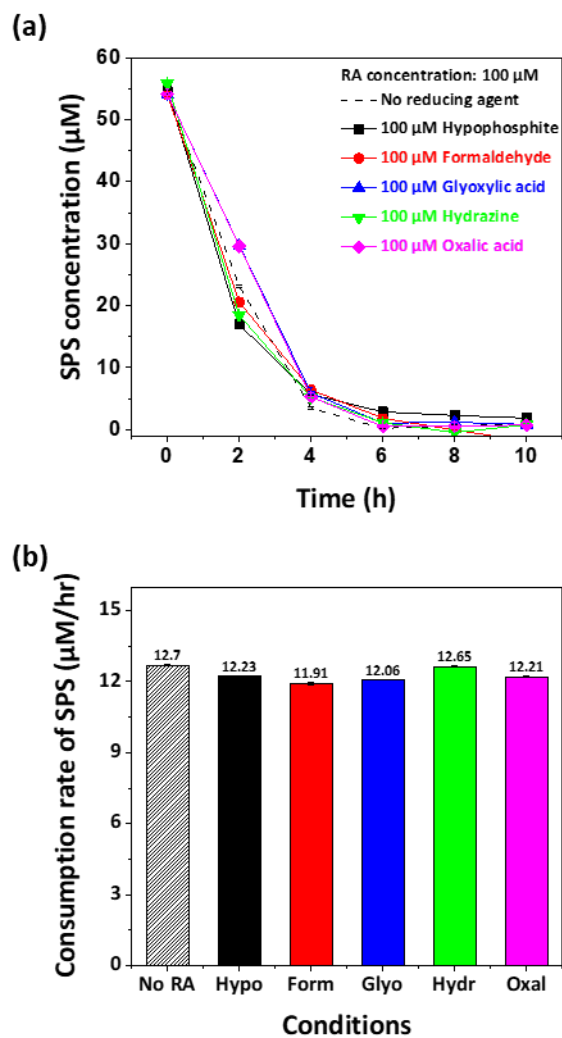 (a)
60
50
40
30
20
10
0
SPS concentration (µM)
RA concentration: 100 µM
No reducing agent
100 µM Hypophosphite
100 µM Formaldehyde
100 µM Glyoxylic acid
100 µM Hydrazine
100 µM Oxalic acid
0 2 4 6 8 10
Time (h)
(b)
15
12
9
6
3
0
Consumption rate of SPS (µM/hr)
12.7 12.23 11.91 12.06 12.65 12.21
No RA Hypo Form Glyo Hydr Oxal
Conditions